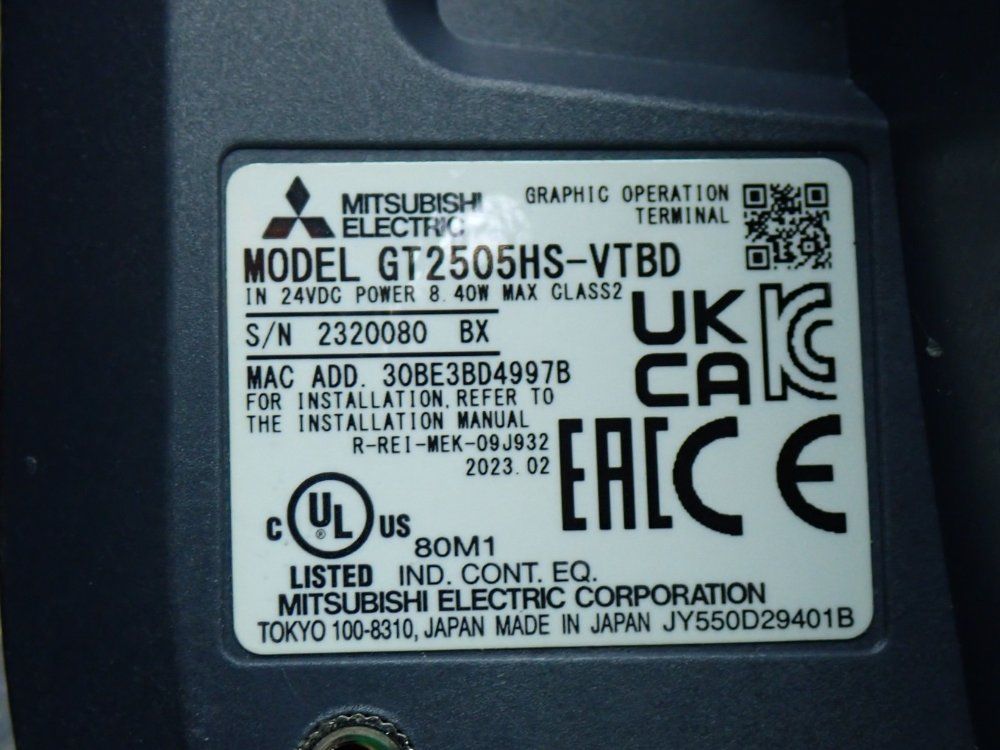 MITSUBISHI
ELECTRIC
GRAPHIC OPERATION
TERMINAL
MODEL GT2505HS-VTBD
IN 24VDC POWER 8.40W MAX CLASS2
S/N 2320080 BX
MAC ADD. 30BE3BD4997B
FOR INSTALLATION, REFER TO
THE INSTALLATION MANUAL
R-REI-MEK-09J932
2023.02
UK
CA
KC
EAC
CE
C UL US
®
LISTED
80M1
IND. CONT. EQ.
MITSUBISHI ELECTRIC CORPORATION
TOKYO 100-8310, JAPAN MADE IN JAPAN JY550D29401B